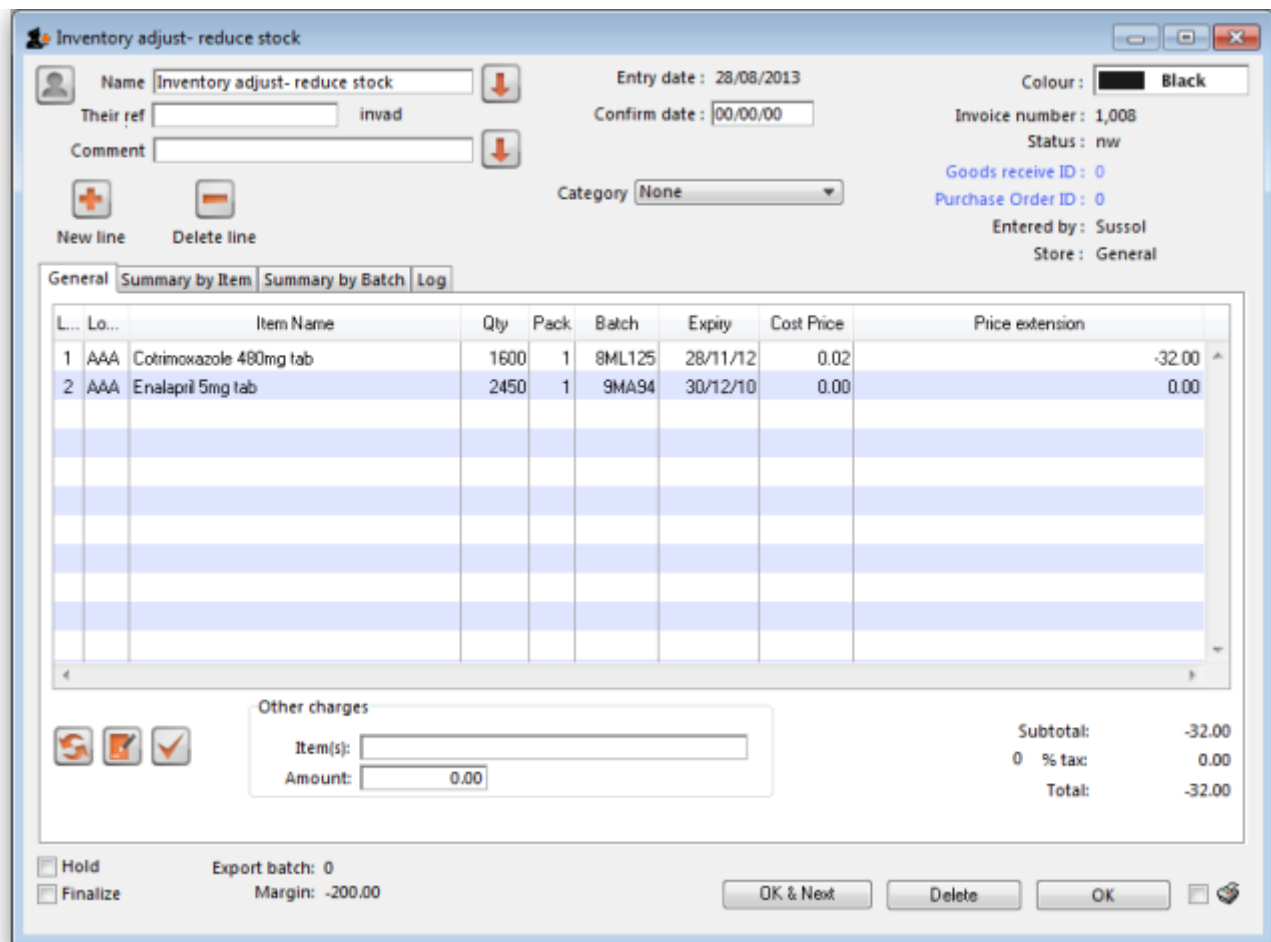 Inventory adjust- reduce stock
Name Inventory adjust- reduce stock Entry date : 28/08/2013 Colour : Black
Their ref invad Confirm date : 00/00/00 Invoice number : 1,008
Status : nw
Comment
Goods receive ID : 0
Category None Purchase Order ID : 0
Entered by : Sussol
New line Delete line
Store : General
General Summary by Item Summary by Batch Log
L... Lo... Item Name Qty Pack Batch Expiry Cost Price Price extension
1 AAA Cotrimoxazole 480mg tab 1600 1 8ML125 28/11/12 0.02 -32.00
2 AAA Enalapril 5mg tab 2450 1 9MA94 30/12/10 0.00 0.00
Other charges
Item(s): Subtotal: -32.00
0 % tax: 0.00
Amount: 0.00
Total: -32.00
Hold Export batch: 0
Finalize Margin: -200.00 OK & Next Delete OK